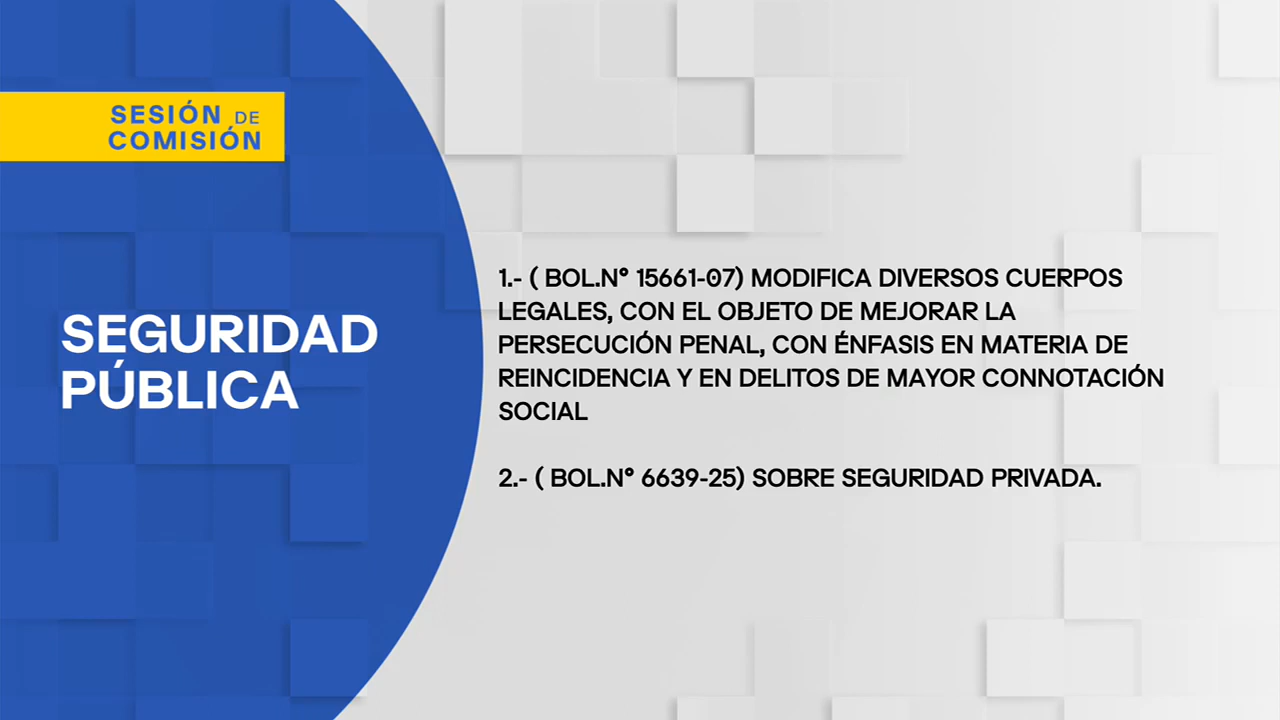 SESIÓN DE
COMISIÓN
SEGURIDAD
PÚBLICA
1.- ( BOL.N° 15661-07) MODIFICA DIVERSOS CUERPOS
LEGALES, CON EL OBJETO DE MEJORAR LA
PERSECUCIÓN PENAL, CON ÉNFASIS EN MATERIA DE
REINCIDENCIA Y EN DELITOS DE MAYOR CONNOTACIÓN
SOCIAL
2.- ( BOL.N° 6639-25) SOBRE SEGURIDAD PRIVADA.